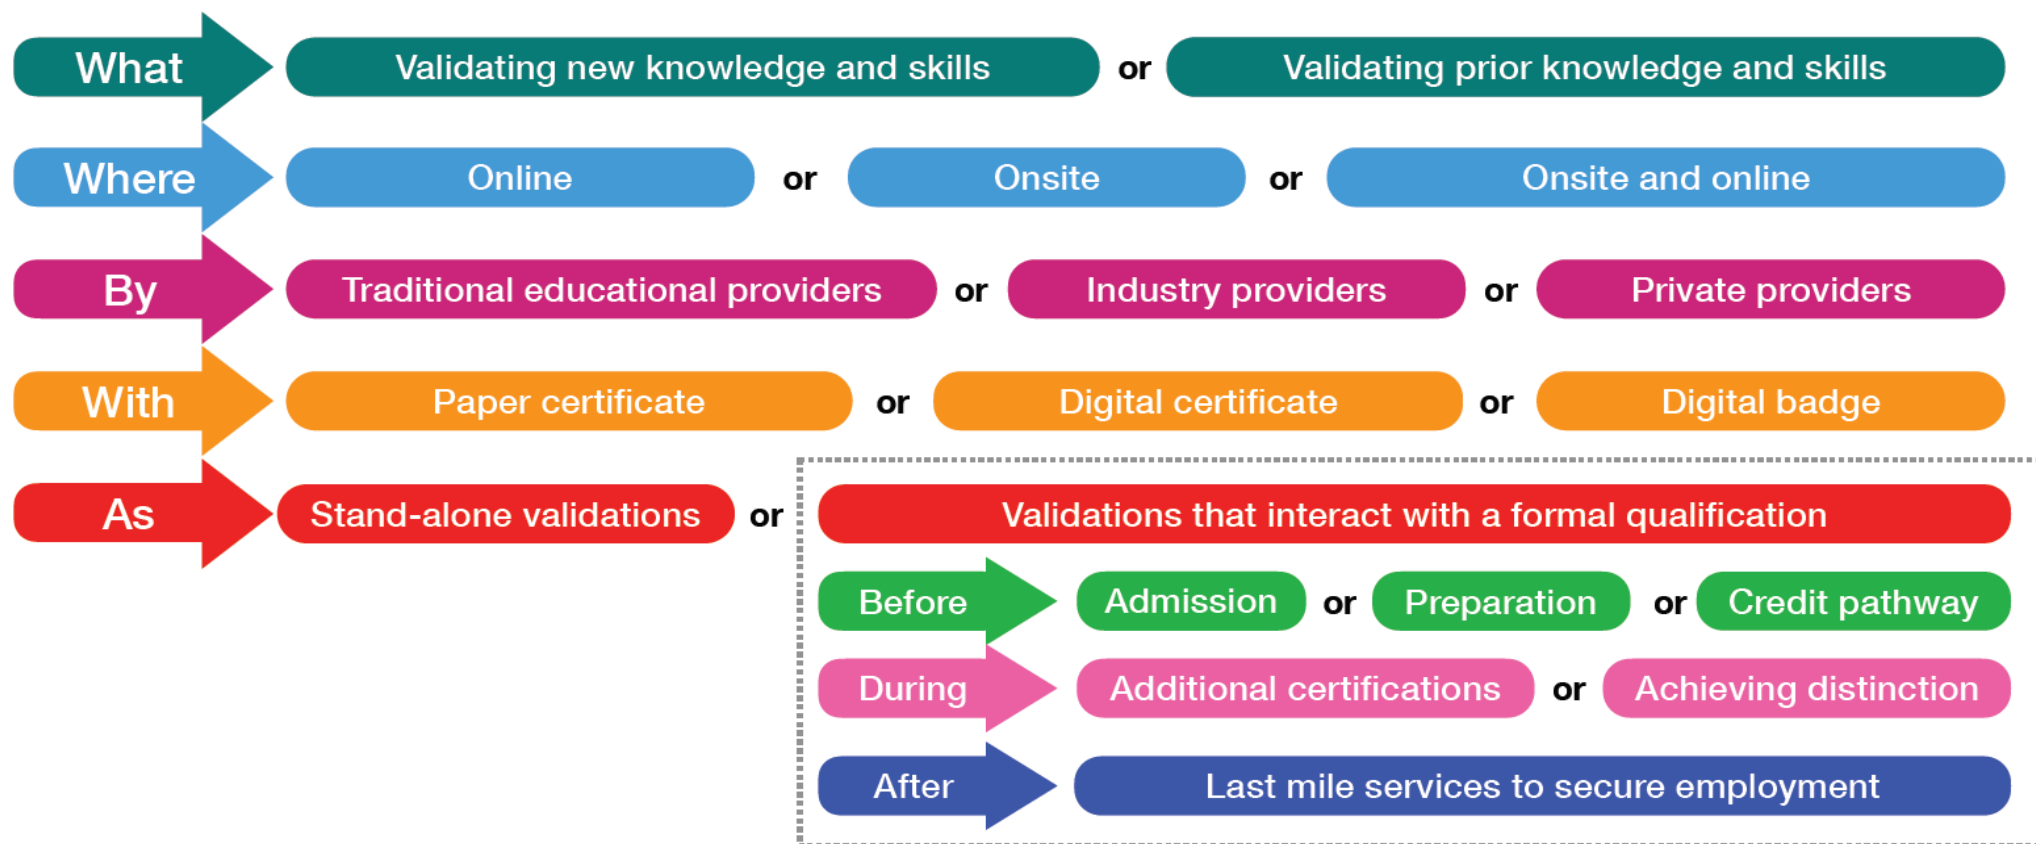 What Validating new knowledge and skills or Validating prior knowledge and skills
Where Online or Onsite or Onsite and online
By Traditional educational providers or Industry providers or Private providers
With Paper certificate or Digital certificate or Digital badge
As Stand-alone validations or Validations that interact with a formal qualification
Before Admission or Preparation or Credit pathway
During Additional certifications or Achieving distinction
After Last mile services to secure employment